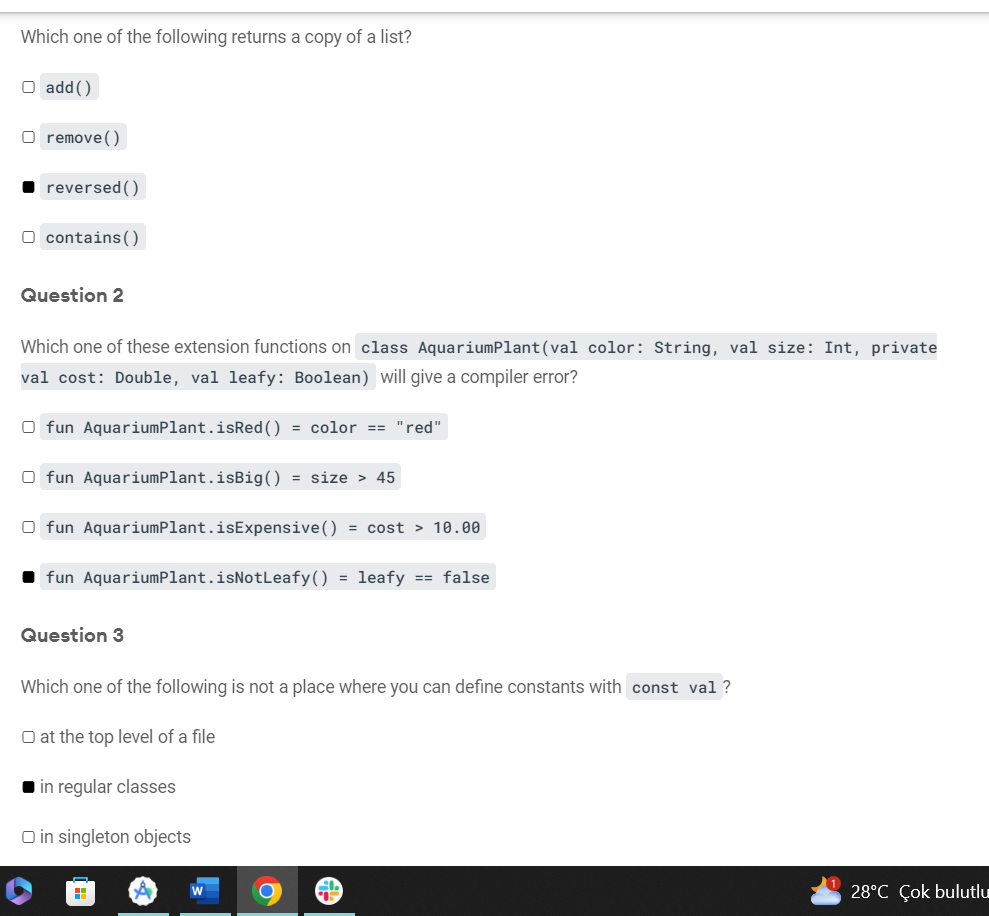 Which one of the following returns a copy of a list?
add()
remove()
reversed()
contains()
Question 2
Which one of these extension functions on class AquariumPlant(val color: String, val size: Int, private
val cost: Double, val leafy: Boolean) will give a compiler error?
fun AquariumPlant.isRed() = color == "red"
fun AquariumPlant.isBig() = size > 45
fun AquariumPlant.isExpensive() = cost > 10.00
fun AquariumPlant.isNotLeafy() = leafy == false
Question 3
Which one of the following is not a place where you can define constants with const val ?
at the top level of a file
in regular classes
in singleton objects
W
1
28°C Çok bulutlu